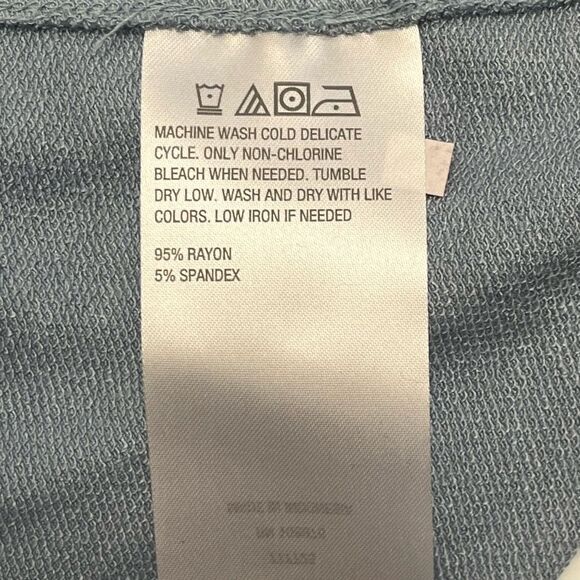 MACHINE WASH COLD DELICATE
CYCLE. ONLY NON-CHLORINE
BLEACH WHEN NEEDED. TUMBLE
DRY LOW. WASH AND DRY WITH LIKE
COLORS. LOW IRON IF NEEDED
95% RAYON
5% SPANDEX